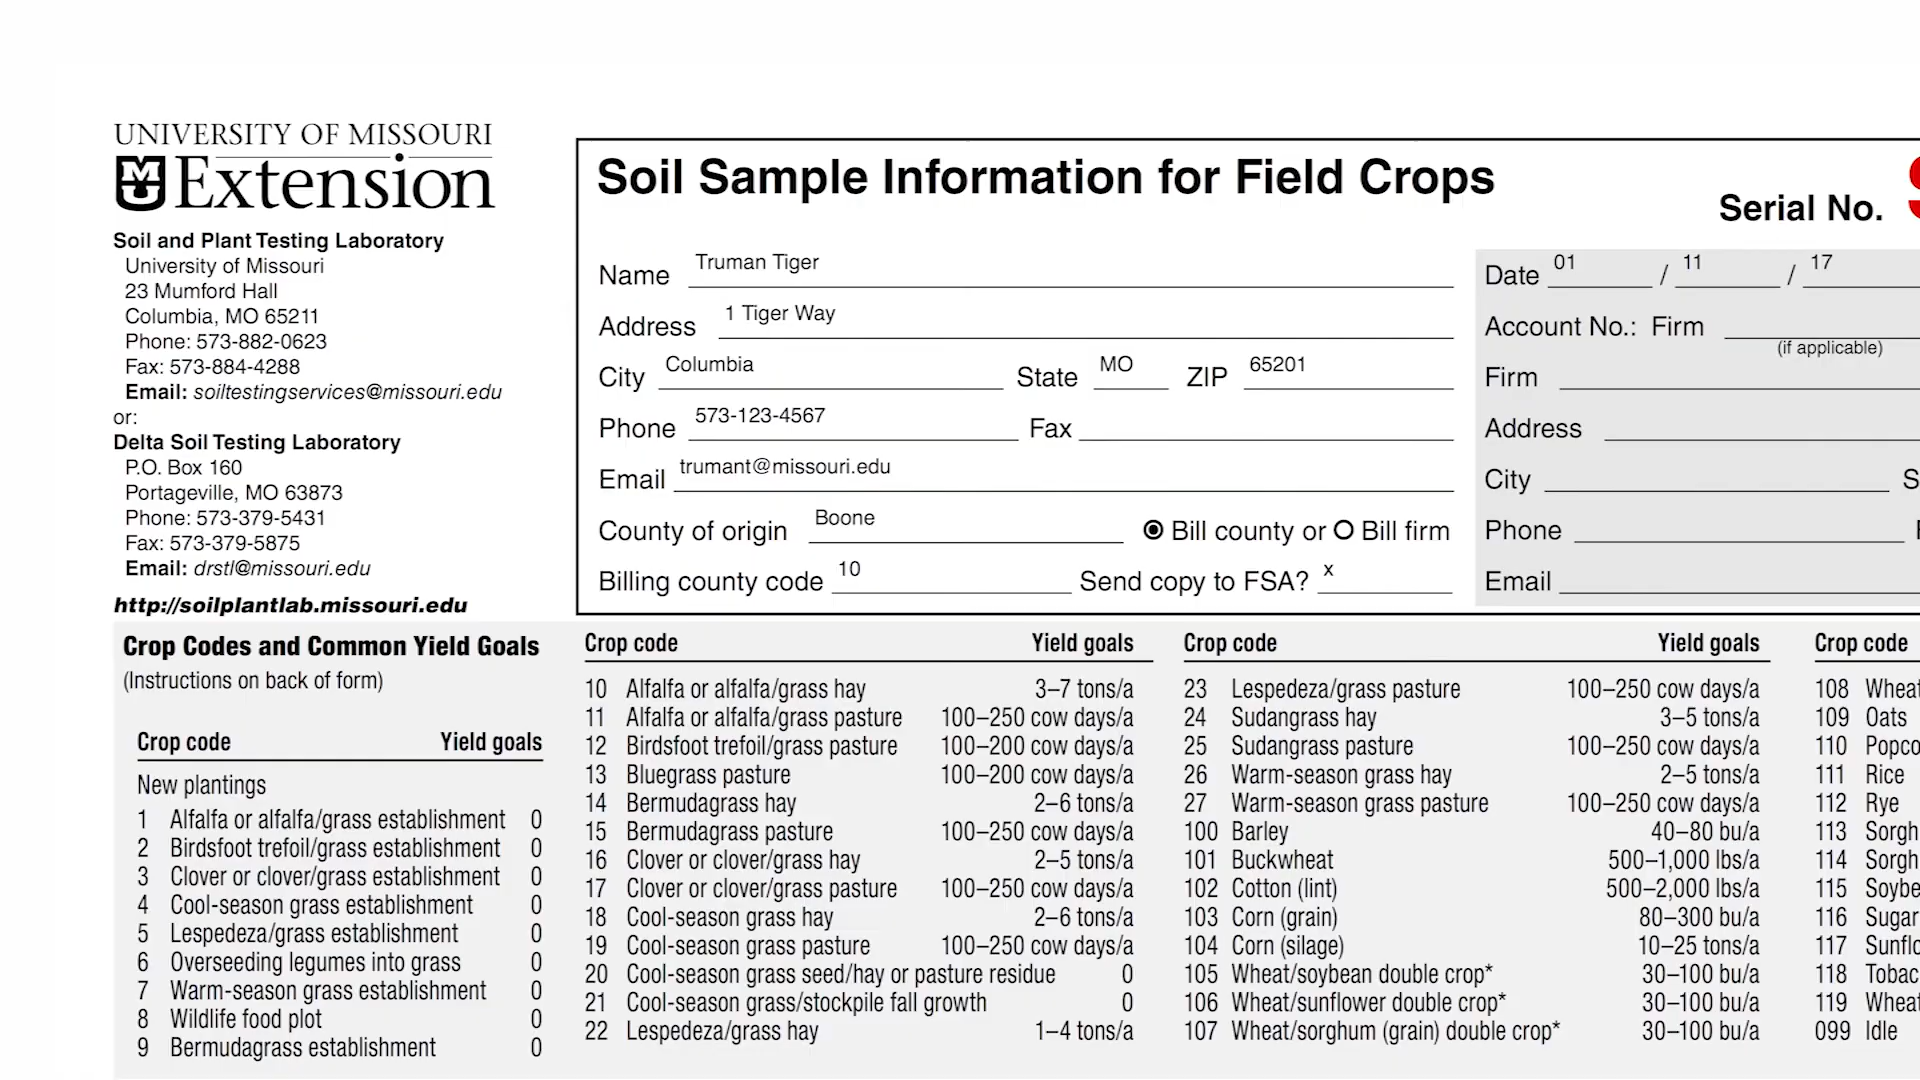 UNIVERSITY OF MISSOURI
MU Extension
Soil and Plant Testing Laboratory
University of Missouri
23 Mumford Hall
Columbia, MO 65211
Phone: 573-882-0623
Fax: 573-884-4288
Email: soiltestingservices@missouri.edu
or:
Delta Soil Testing Laboratory
P.O. Box 160
Portageville, MO 63873
Phone: 573-379-5431
Fax: 573-379-5875
Email: drstl@missouri.edu
http://soilplantlab.missouri.edu
Soil Sample Information for Field Crops
Serial No.
Name Truman Tiger
Address 1 Tiger Way
City Columbia State MO ZIP 65201
Phone 573-123-4567 Fax
Email trumant@missouri.edu
County of origin Boone Bill county or Bill firm
Billing county code 10 Send copy to FSA? x
Date 01 / 11 / 17
Account No.: Firm
(if applicable)
Firm
Address
City S
Phone
Email
Crop Codes and Common Yield Goals
(Instructions on back of form)
Crop code Yield goals
New plantings
1 Alfalfa or alfalfa/grass establishment 0
2 Birdsfoot trefoil/grass establishment 0
3 Clover or clover/grass establishment 0
4 Cool-season grass establishment 0
5 Lespedeza/grass establishment 0
6 Overseeding legumes into grass 0
7 Warm-season grass establishment 0
8 Wildlife food plot 0
9 Bermudagrass establishment 0
Crop code Yield goals
10 Alfalfa or alfalfa/grass hay 3–7 tons/a
11 Alfalfa or alfalfa/grass pasture 100–250 cow days/a
12 Birdsfoot trefoil/grass pasture 100–200 cow days/a
13 Bluegrass pasture 100–200 cow days/a
14 Bermudagrass hay 2–6 tons/a
15 Bermudagrass pasture 100–250 cow days/a
16 Clover or clover/grass hay 2–5 tons/a
17 Clover or clover/grass pasture 100–250 cow days/a
18 Cool-season grass hay 2–6 tons/a
19 Cool-season grass pasture 100–250 cow days/a
20 Cool-season grass seed/hay or pasture residue 0
21 Cool-season grass/stockpile fall growth 0
22 Lespedeza/grass hay 1–4 tons/a
Crop code Yield goals
23 Lespedeza/grass pasture 100–250 cow days/a
24 Sudangrass hay 3–5 tons/a
25 Sudangrass pasture 100–250 cow days/a
26 Warm-season grass hay 2–5 tons/a
27 Warm-season grass pasture 100–250 cow days/a
100 Barley 40–80 bu/a
101 Buckwheat 500–1,000 lbs/a
102 Cotton (lint) 500–2,000 lbs/a
103 Corn (grain) 80–300 bu/a
104 Corn (silage) 10–25 tons/a
105 Wheat/soybean double crop* 30–100 bu/a
106 Wheat/sunflower double crop* 30–100 bu/a
107 Wheat/sorghum (grain) double crop* 30–100 bu/a
Crop code
108 Wheat
109 Oats
110 Popco
111 Rice
112 Rye
113 Sorgh
114 Sorgh
115 Soybe
116 Sugar
117 Sunflo
118 Tobac
119 Wheat
099 Idle